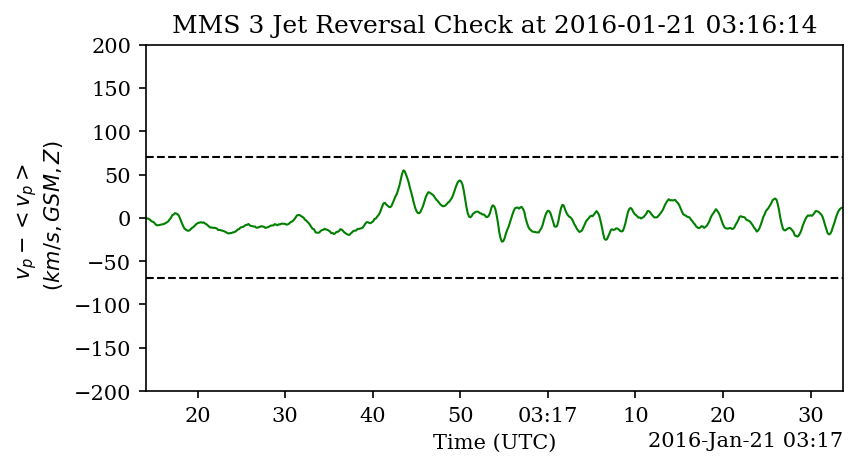 MMS 3 Jet Reversal Check at 2016-01-21 03:16:14
200
150
100
50
0
−50
−100
−150
−200
v_p − < v_p >
(km/s, GSM, Z)
20 30 40 50 03:17 10 20 30
Time (UTC)
2016-Jan-21 03:17